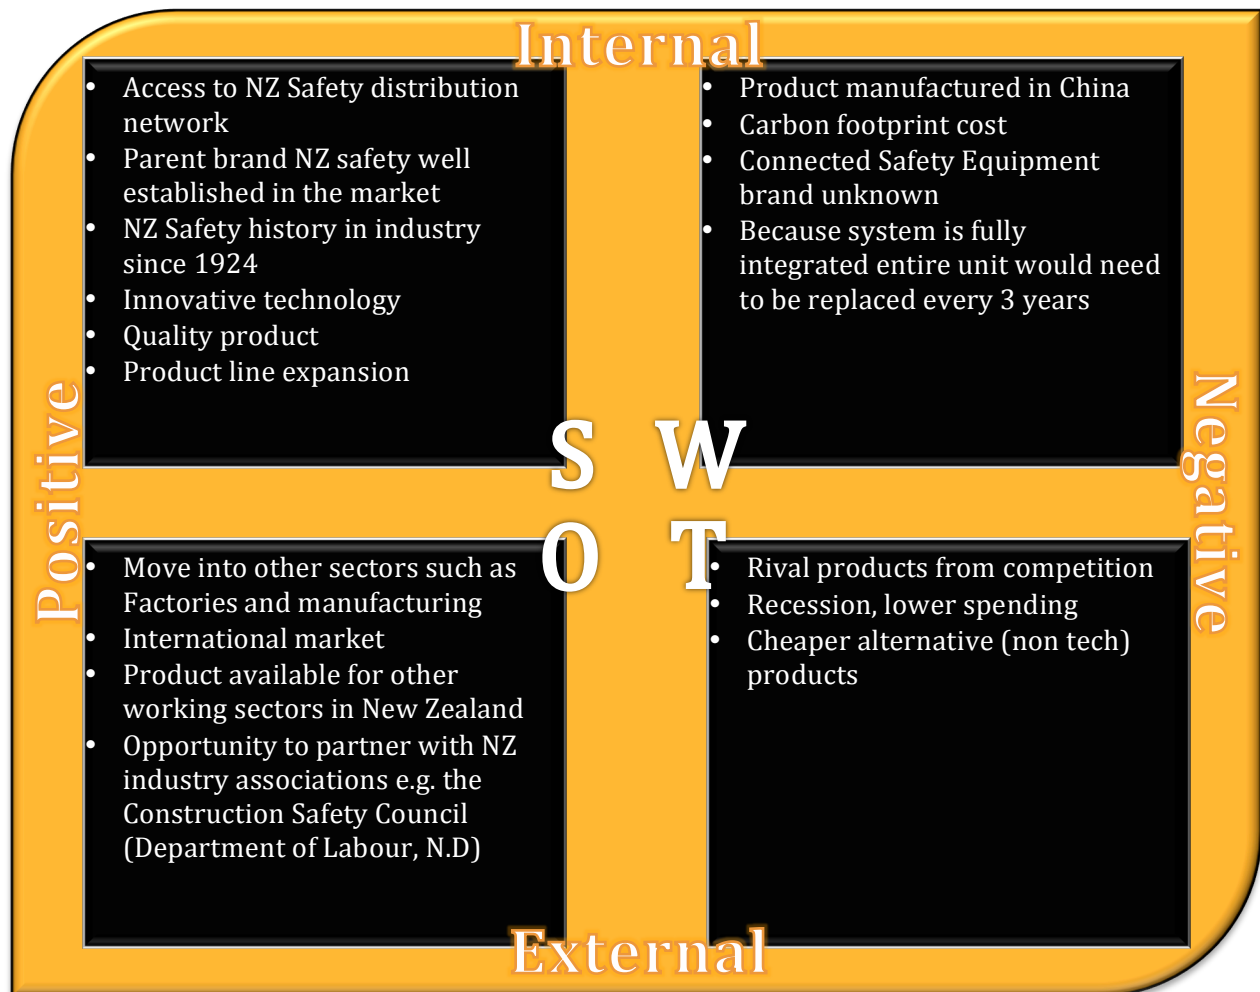 Internal
• Access to NZ Safety distribution
network
• Parent brand NZ safety well
established in the market
• NZ Safety history in industry
since 1924
• Innovative technology
• Quality product
• Product line expansion
• Product manufactured in China
• Carbon footprint cost
• Connected Safety Equipment
brand unknown
• Because system is fully
integrated entire unit would need
to be replaced every 3 years
Positive
Negative
S W
O T
• Move into other sectors such as
Factories and manufacturing
• International market
• Product available for other
working sectors in New Zealand
• Opportunity to partner with NZ
industry associations e.g. the
Construction Safety Council
(Department of Labour, N.D)
• Rival products from competition
• Recession, lower spending
• Cheaper alternative (non tech)
products
External